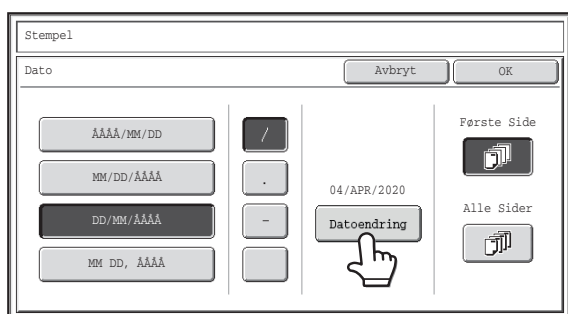 Stempel
Dato
Avbryt
OK
ÅÅÅÅ/MM/DD
MM/DD/ÅÅÅÅ
DD/MM/ÅÅÅÅ
MM DD, ÅÅÅÅ
/
.
-
04/APR/2020
Datoendring
Første Side
Alle Sider